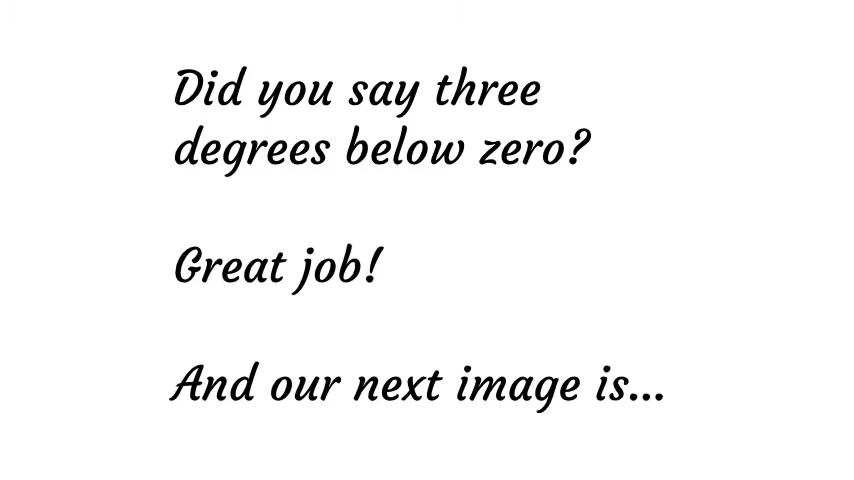 Did you say three
degrees below zero?
Great job!
And our next image is...